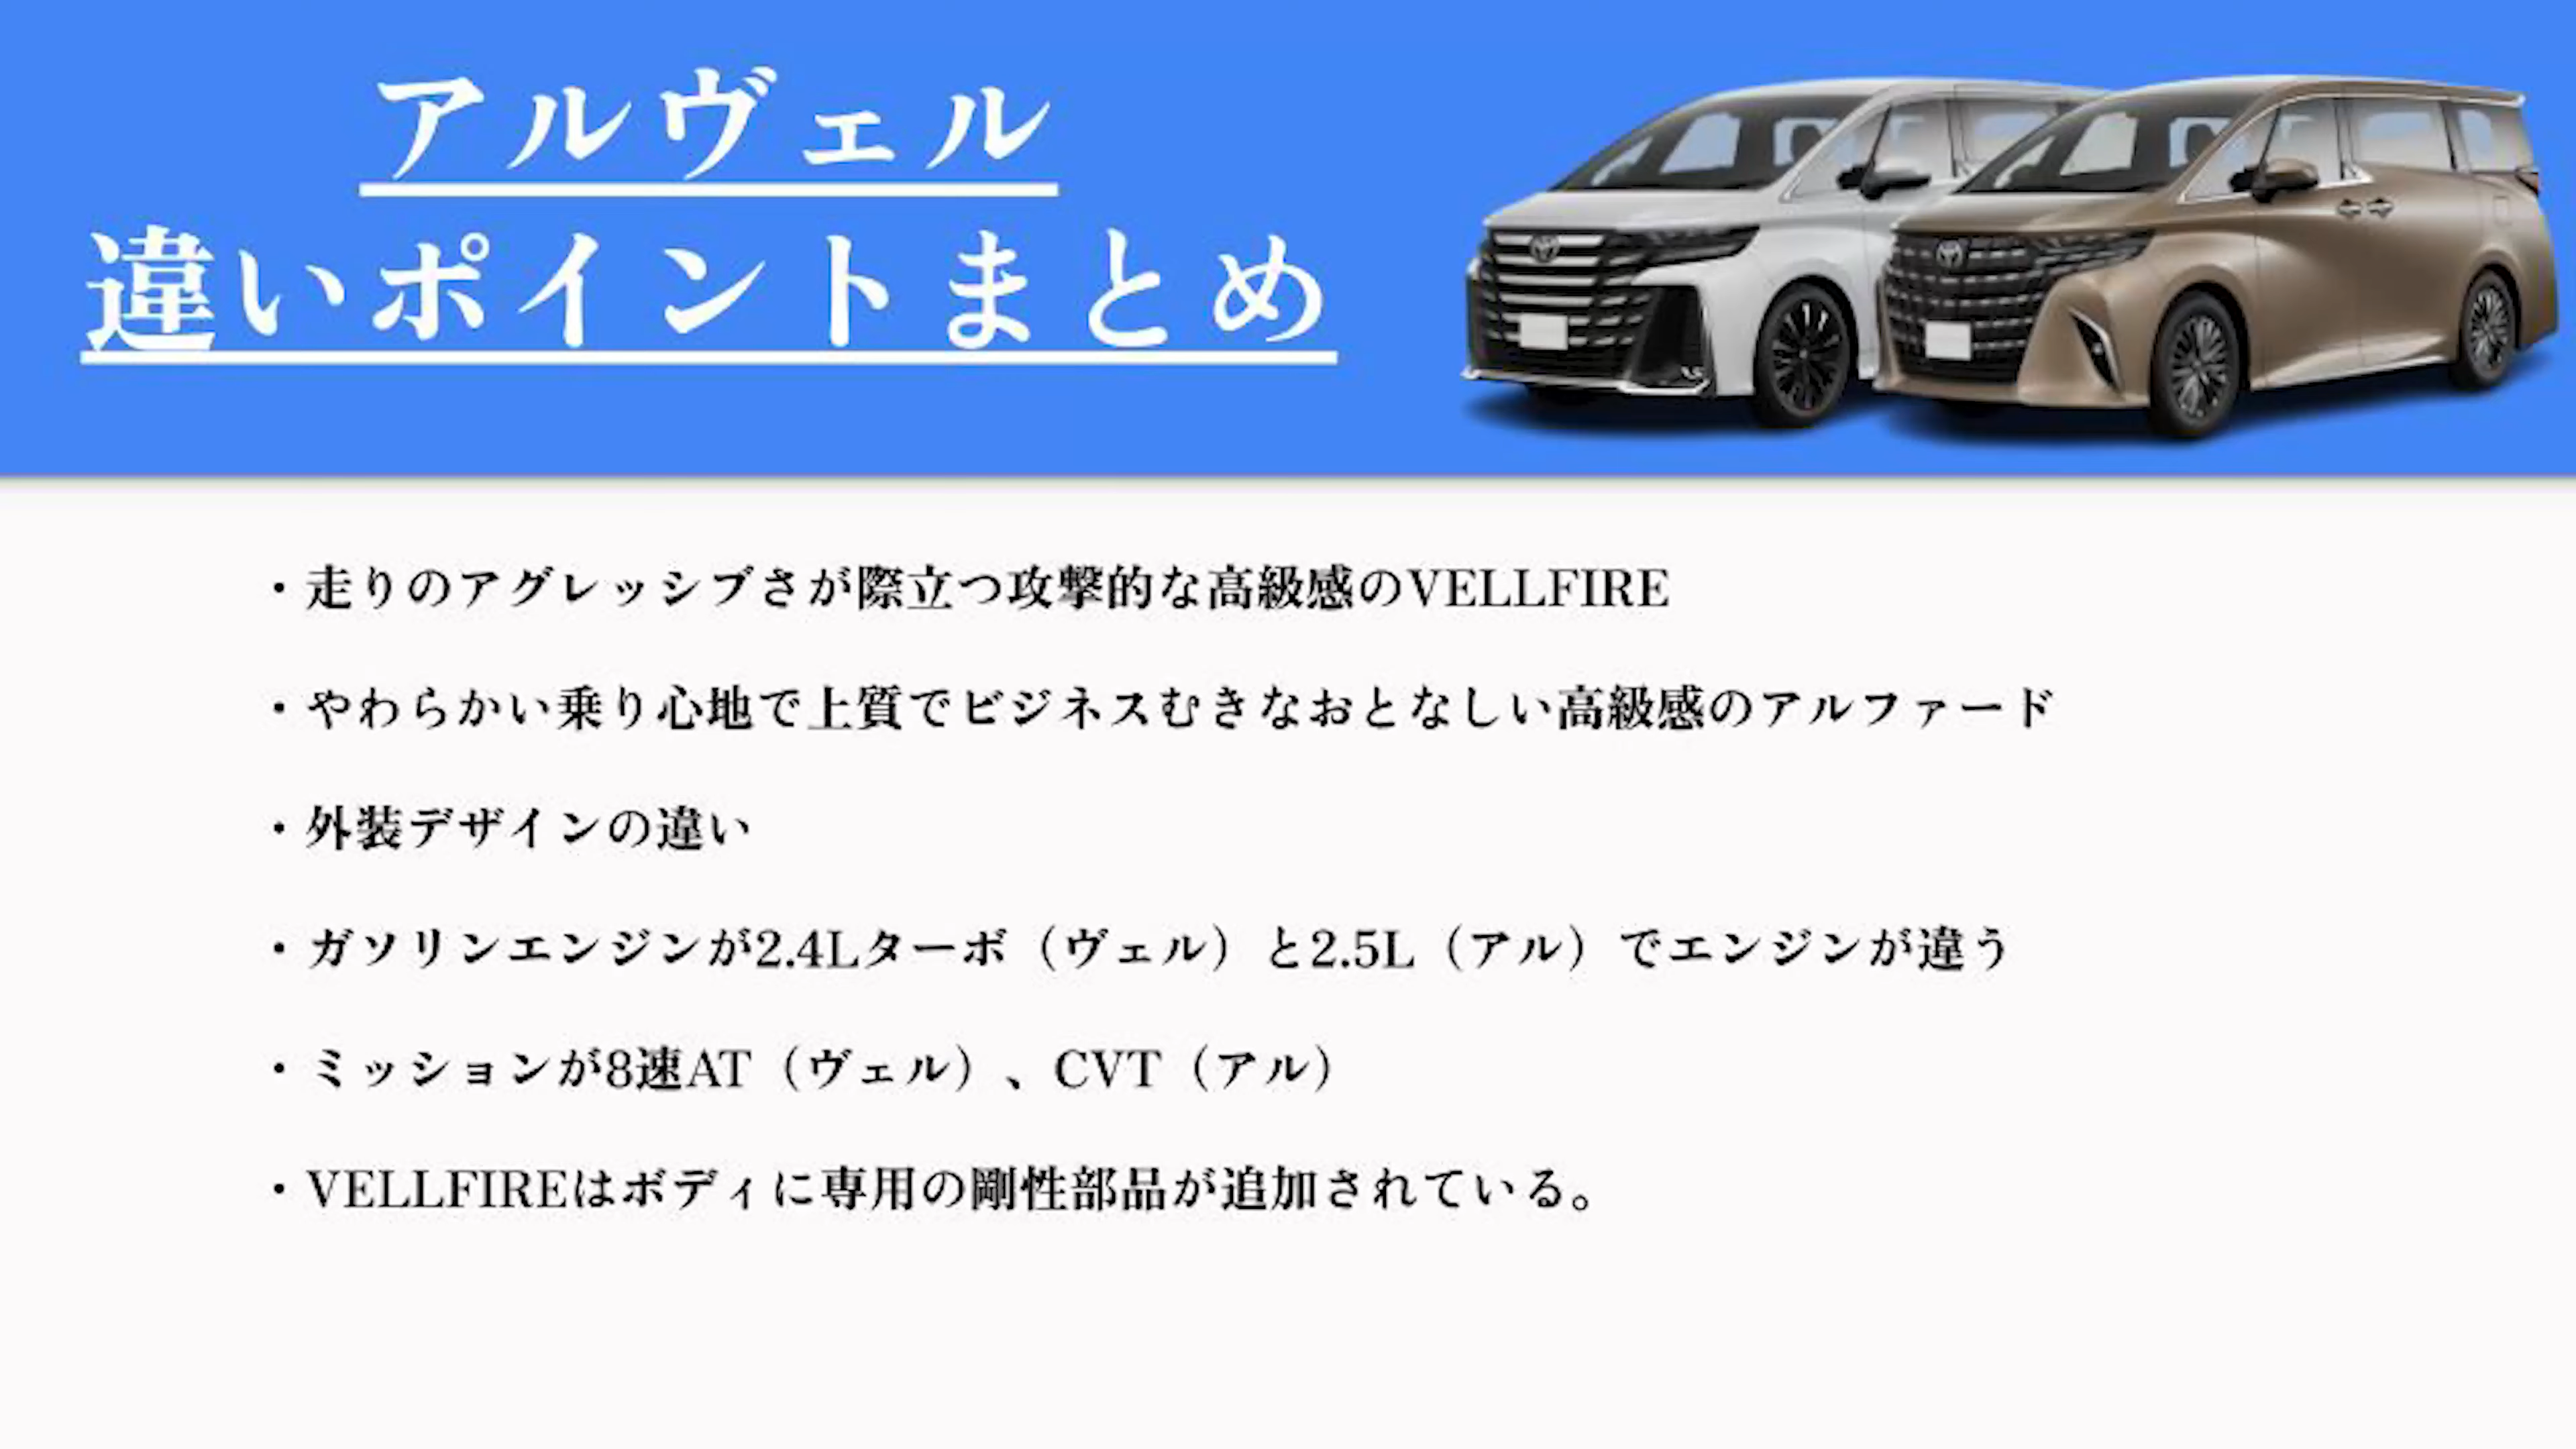 アルヴェル
違いポイントまとめ
・走りのアグレッシブさが際立つ攻撃的な高級感のVELLFIRE
・やわらかい乗り心地で上質でビジネスむきなおとなしい高級感のアルファード
・外装デザインの違い
・ガソリンエンジンが2.4Lターボ（ヴェル）と2.5L（アル）でエンジンが違う
・ミッションが8速AT（ヴェル）、CVT（アル）
・VELLFIREはボディに専用の剛性部品が追加されている。